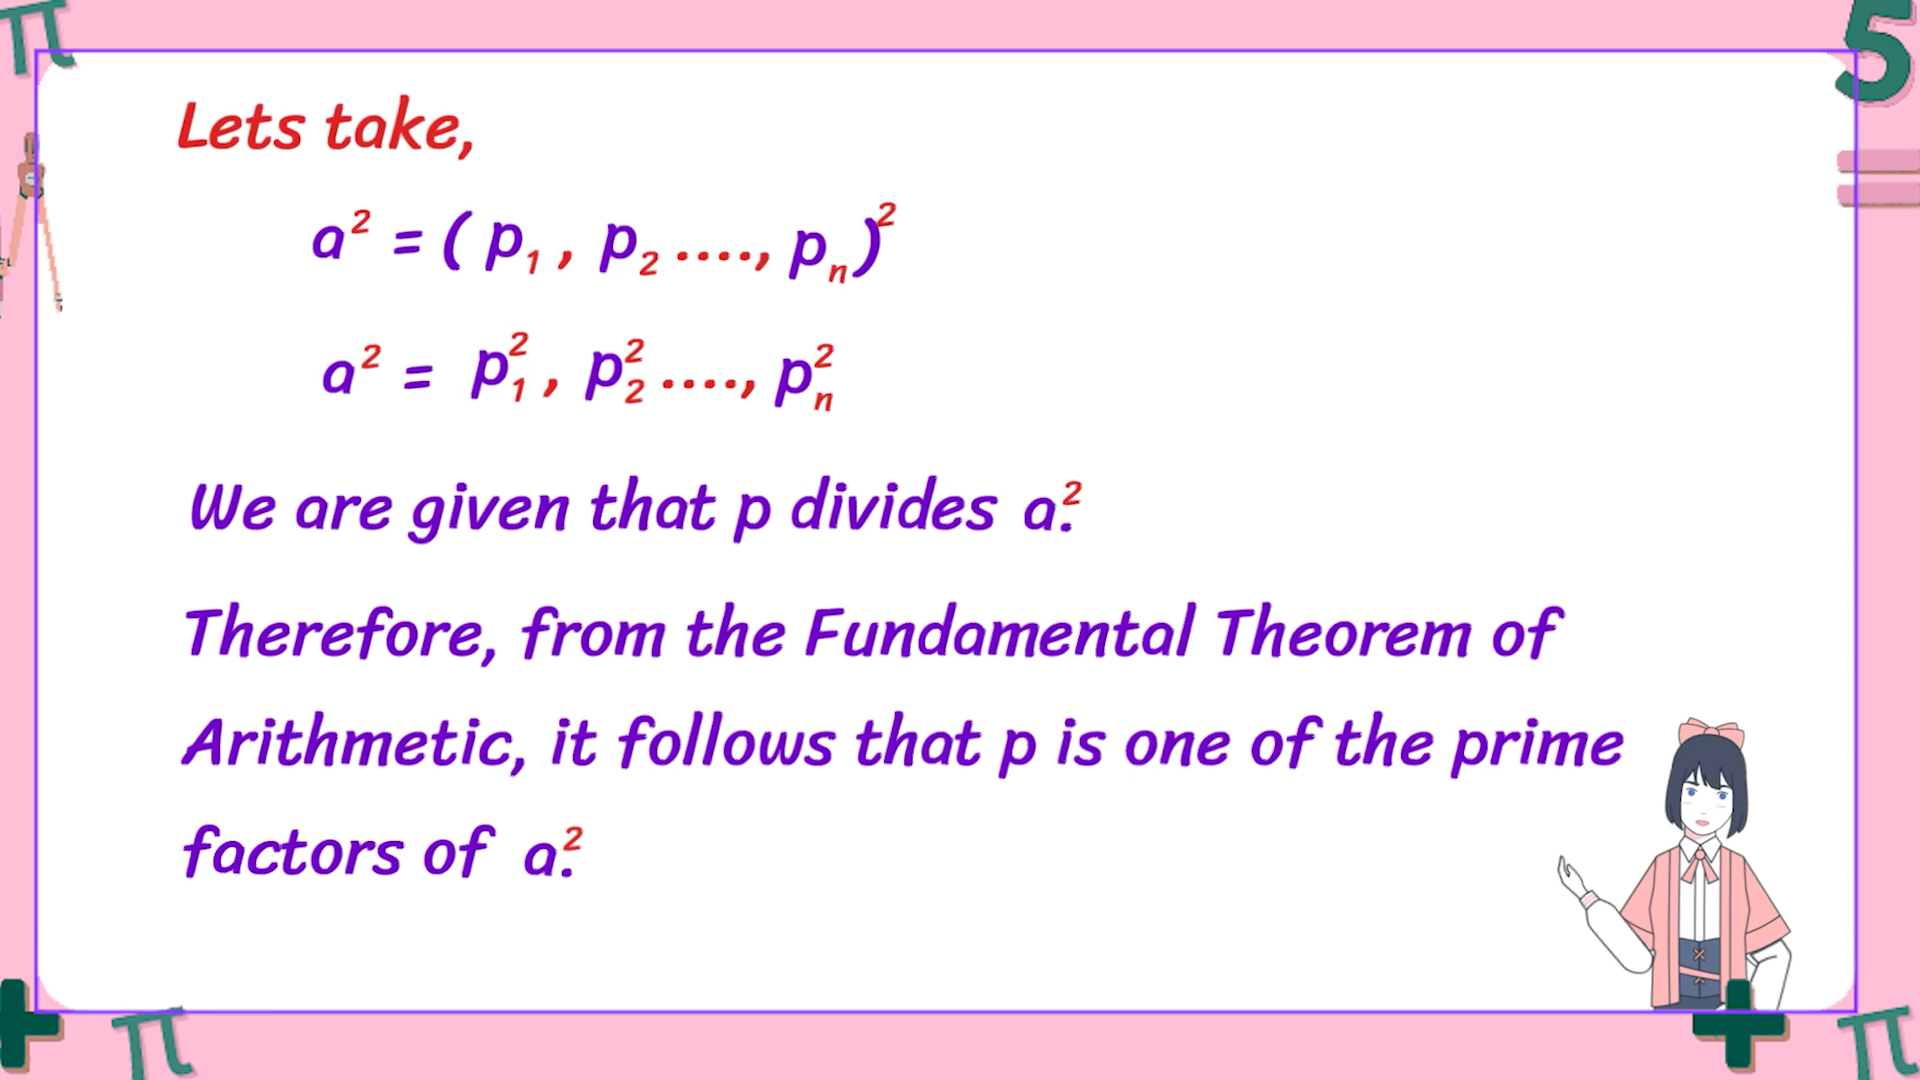 Lets take,
a² = ( p₁ , p₂ ...., pₙ )²
a² = p₁² , p₂² ...., pₙ²
We are given that p divides a².
Therefore, from the Fundamental Theorem of
Arithmetic, it follows that p is one of the prime
factors of a².
π
5
=
+
π
+
π